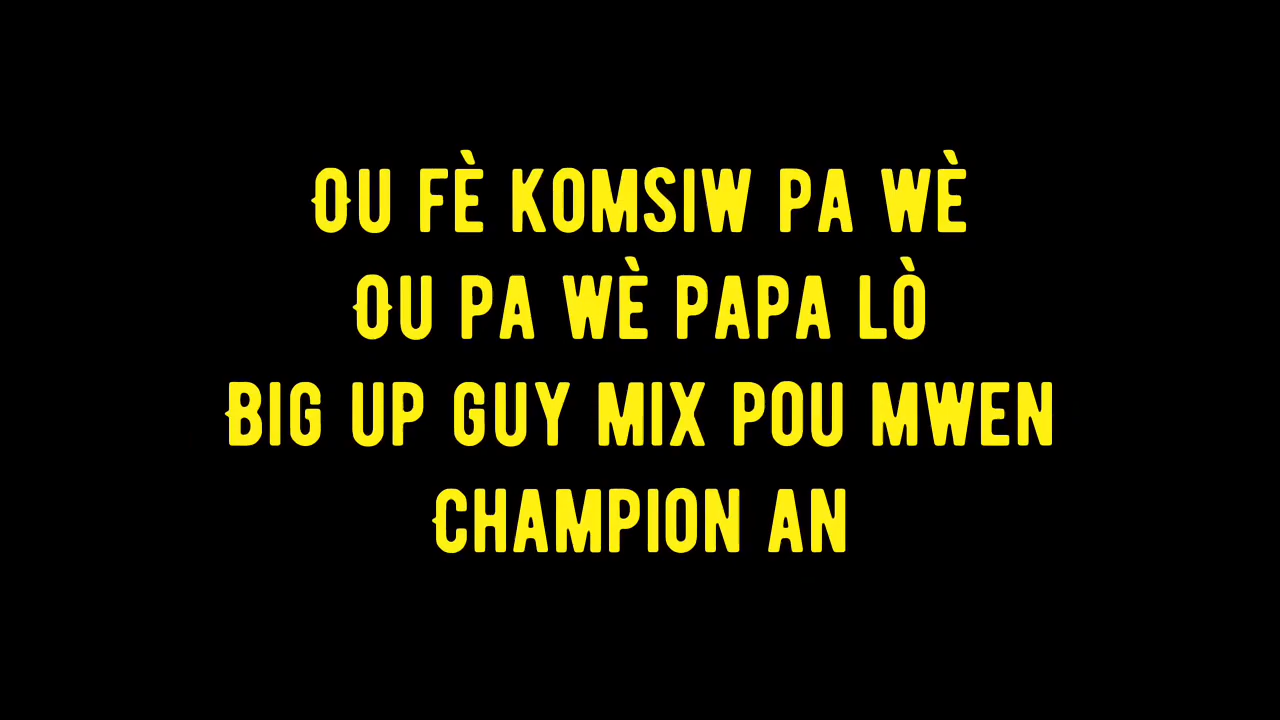 Ou fè komsiw pa wè
Ou pa wè papa lò
Big up guy mix pou mwen
Champion an